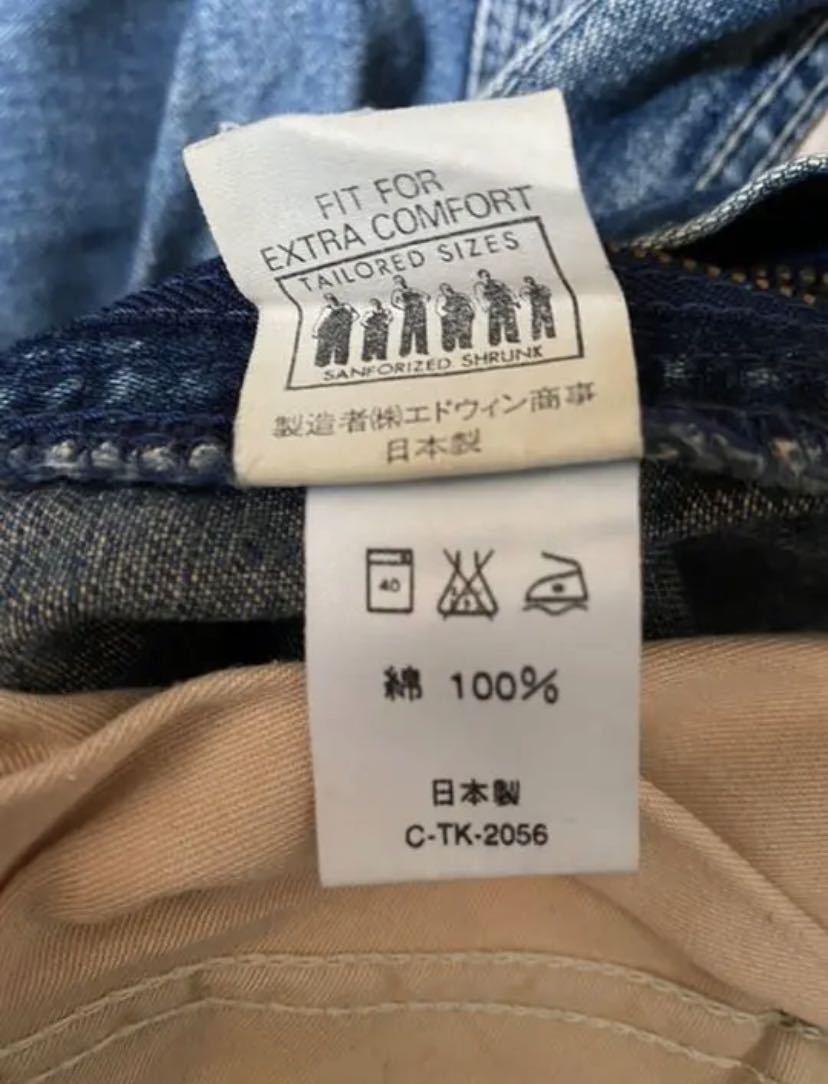 FIT FOR
EXTRA COMFORT
TAILORED SIZES
SANFORIZED SHRUNK
製造者㈱エドウィン商事
日本製
40
綿 100%
日本製
C-TK-2056